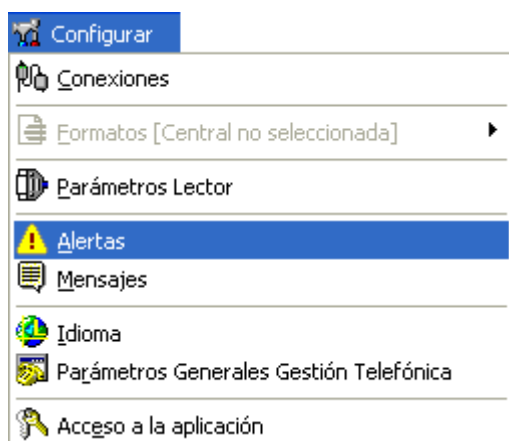 Configurar
Conexiones
Formatos [Central no seleccionada]
Parámetros Lector
Alertas
Mensajes
Idioma
Parámetros Generales Gestión Telefónica
Acceso a la aplicación